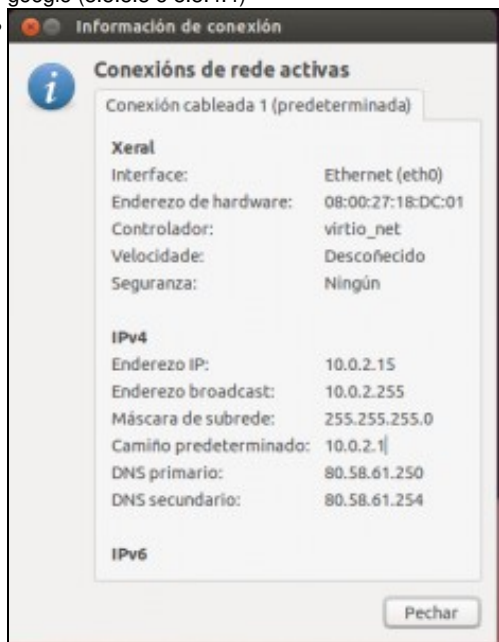 Información de conexión
Conexións de rede activas
Conexión cableada 1 (predeterminada)
Xeral
Interface: Ethernet (eth0)
Enderezo de hardware: 08:00:27:18:DC:01
Controlador: virtio_net
Velocidade: Descoñecido
Seguranza: Ningún
IPv4
Enderezo IP: 10.0.2.15
Enderezo broadcast: 10.0.2.255
Máscara de subrede: 255.255.255.0
Camiño predeterminado: 10.0.2.1
DNS primario: 80.58.61.250
DNS secundario: 80.58.61.254
IPv6
Pechar